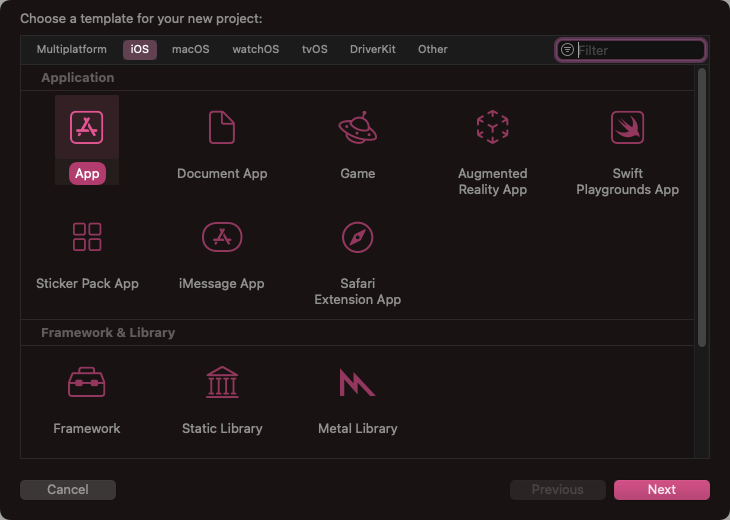 Choose a template for your new project:
Multiplatform iOS macOS watchOS tvOS DriverKit Other Filter
Application
App Document App Game Augmented Reality App Swift Playgrounds App
Sticker Pack App iMessage App Safari Extension App
Framework & Library
Framework Static Library Metal Library
Cancel Previous Next